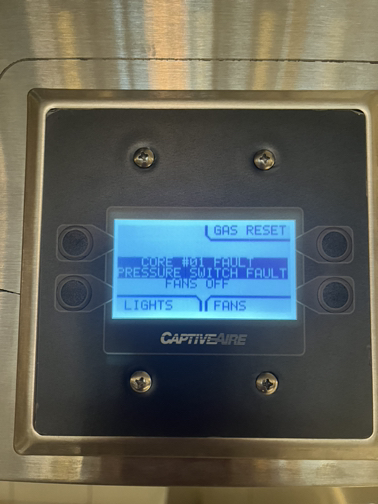 GAS RESET
CORE #01 FAULT
PRESSURE SWITCH FAULT
FANS OFF
LIGHTS
FANS
CAPTIVEAIRE